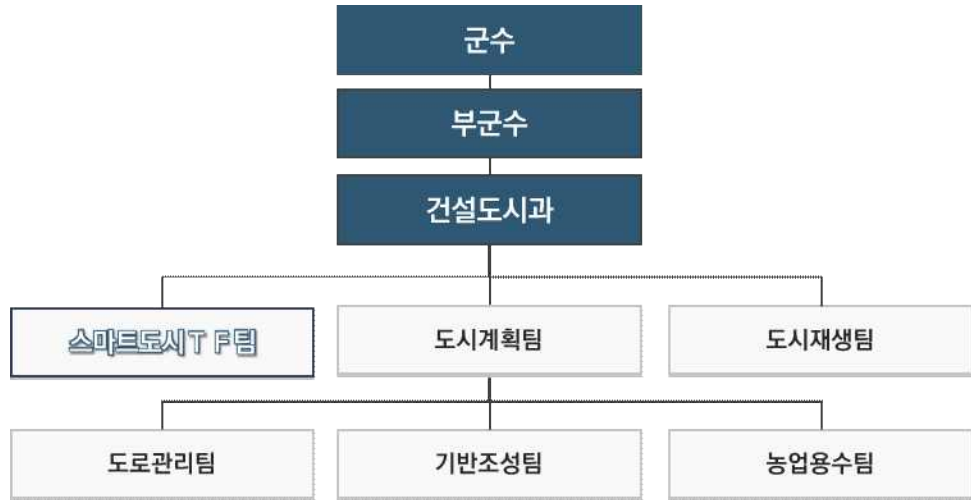 군수
부군수
건설도시과
스마트도시T F팀
도시계획팀
도시재생팀
도로관리팀
기반조성팀
농업용수팀